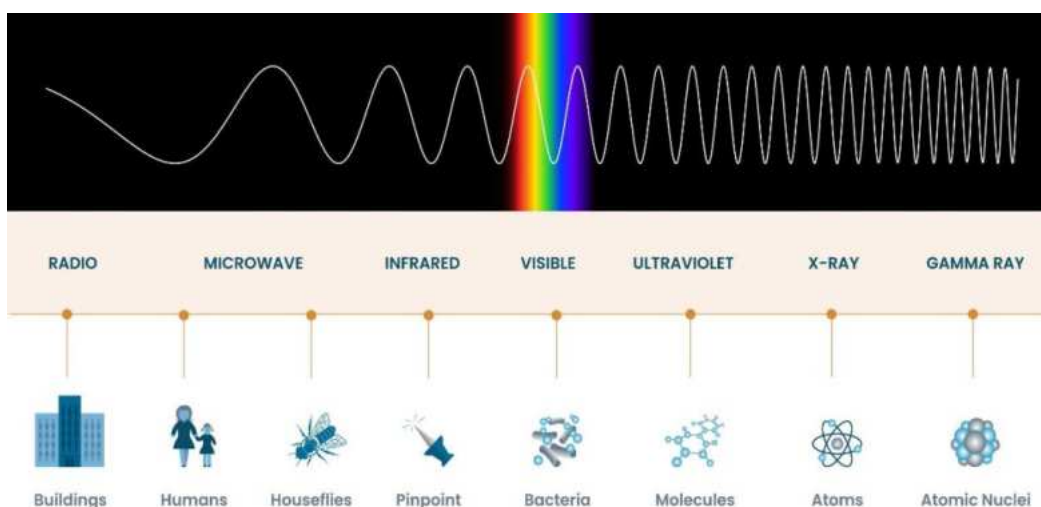 RADIO MICROWAVE INFRARED VISIBLE ULTRAVIOLET X-RAY GAMMA RAY
Buildings Humans Houseflies Pinpoint Bacteria Molecules Atoms Atomic Nuclei